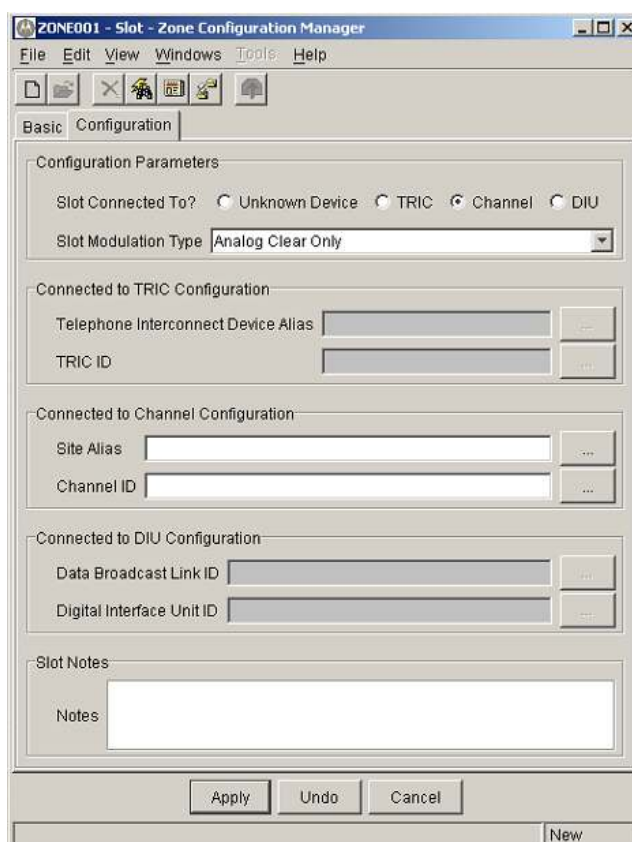 ZONE001 - Slot - Zone Configuration Manager
File Edit View Windows Tools Help
Basic Configuration
Configuration Parameters
Slot Connected To? Unknown Device TRIC Channel DIU
Slot Modulation Type Analog Clear Only
Connected to TRIC Configuration
Telephone Interconnect Device Alias ...
TRIC ID ...
Connected to Channel Configuration
Site Alias ...
Channel ID ...
Connected to DIU Configuration
Data Broadcast Link ID ...
Digital Interface Unit ID ...
Slot Notes
Notes
Apply Undo Cancel
New